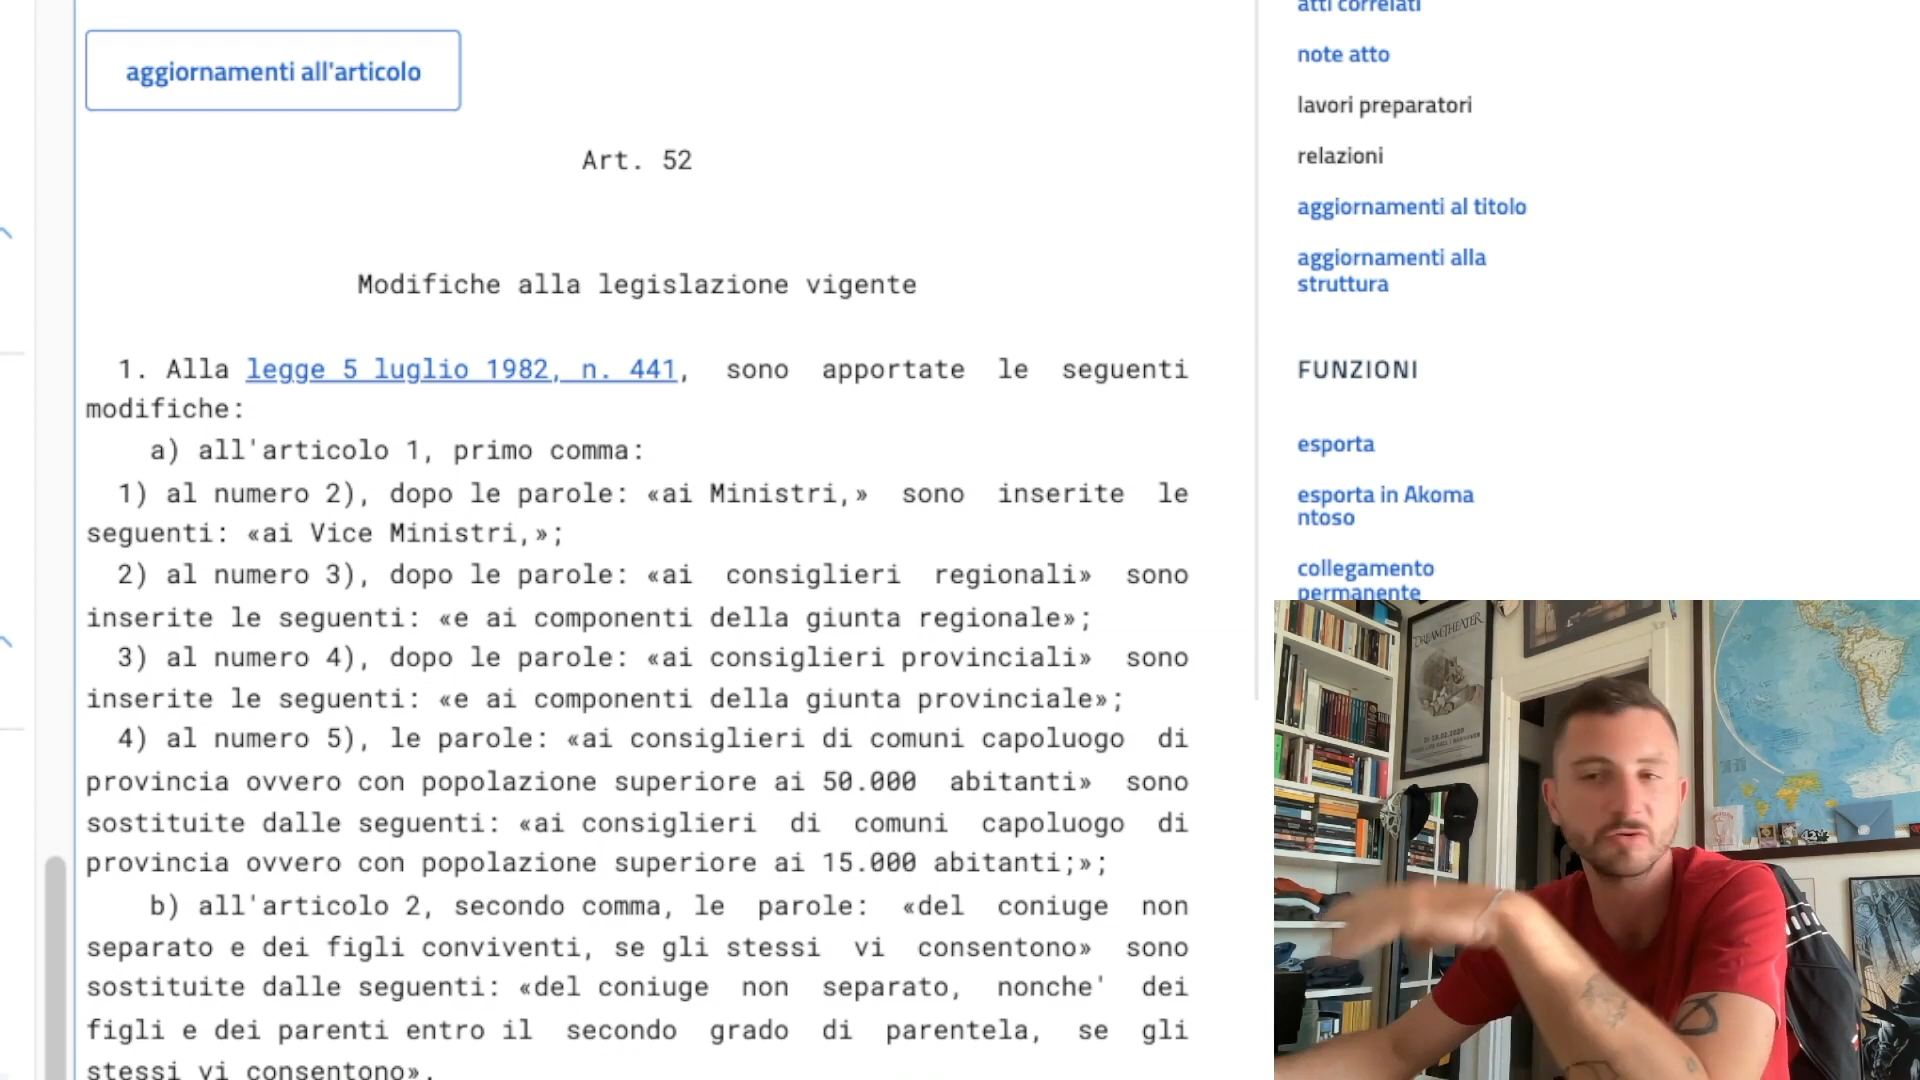 aggiornamenti all'articolo
Art. 52
Modifiche alla legislazione vigente
1. Alla legge 5 luglio 1982, n. 441, sono apportate le seguenti
modifiche:
a) all'articolo 1, primo comma:
1) al numero 2), dopo le parole: «ai Ministri,» sono inserite le
seguenti: «ai Vice Ministri,»;
2) al numero 3), dopo le parole: «ai consiglieri regionali» sono
inserite le seguenti: «e ai componenti della giunta regionale»;
3) al numero 4), dopo le parole: «ai consiglieri provinciali» sono
inserite le seguenti: «e ai componenti della giunta provinciale»;
4) al numero 5), le parole: «ai consiglieri di comuni capoluogo di
provincia ovvero con popolazione superiore ai 50.000 abitanti» sono
sostituite dalle seguenti: «ai consiglieri di comuni capoluogo di
provincia ovvero con popolazione superiore ai 15.000 abitanti;»;
b) all'articolo 2, secondo comma, le parole: «del coniuge non
separato e dei figli conviventi, se gli stessi vi consentono» sono
sostituite dalle seguenti: «del coniuge non separato, nonche' dei
figli e dei parenti entro il secondo grado di parentela, se gli
stessi vi consentono».
atti correlati
note atto
lavori preparatori
relazioni
aggiornamenti al titolo
aggiornamenti alla
struttura
FUNZIONI
esporta
esporta in Akoma
ntoso
collegamento
permanente
DREAM THEATER